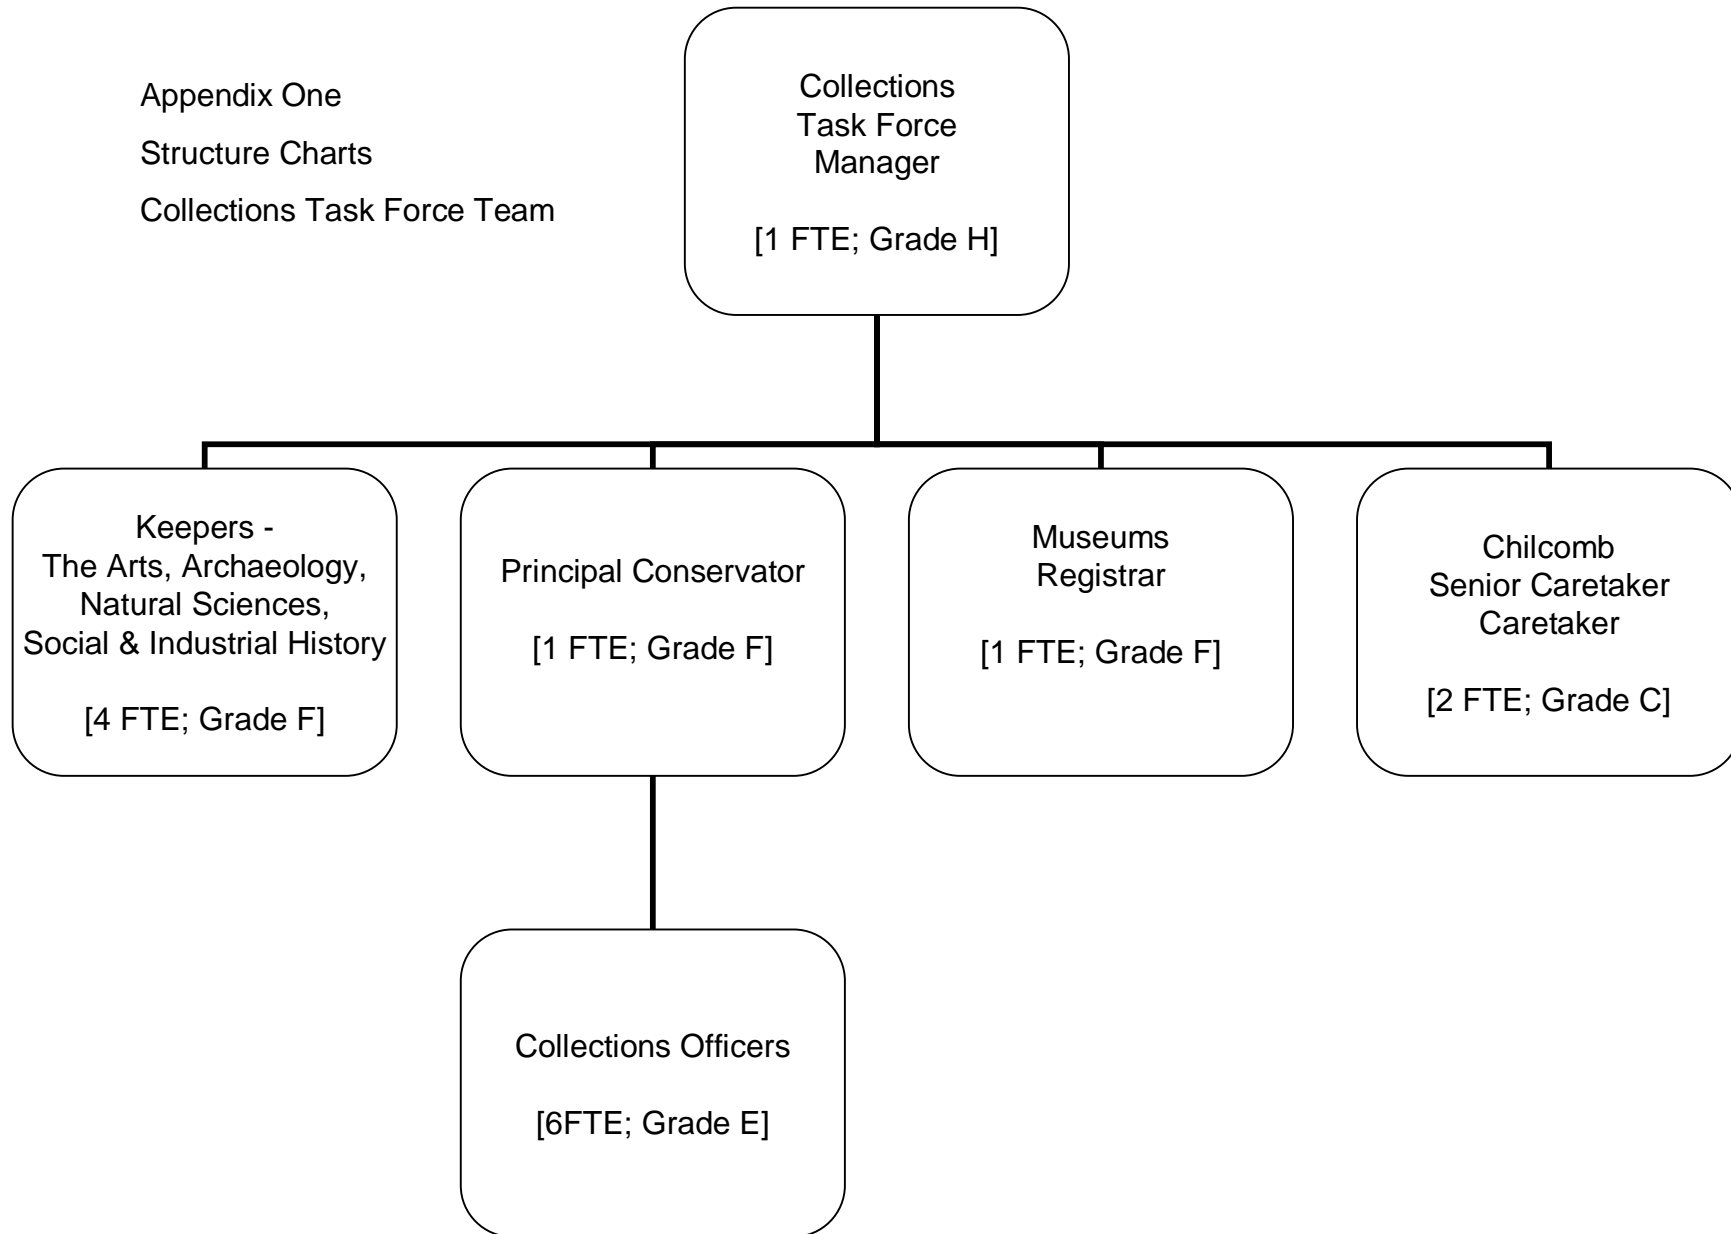 Appendix One
Structure Charts
Collections Task Force Team
Collections
Task Force
Manager
[1 FTE; Grade H]
Keepers -
The Arts, Archaeology,
Natural Sciences,
Social & Industrial History
[4 FTE; Grade F]
Principal Conservator
[1 FTE; Grade F]
Museums
Registrar
[1 FTE; Grade F]
Chilcomb
Senior Caretaker
Caretaker
[2 FTE; Grade C]
Collections Officers
[6FTE; Grade E]